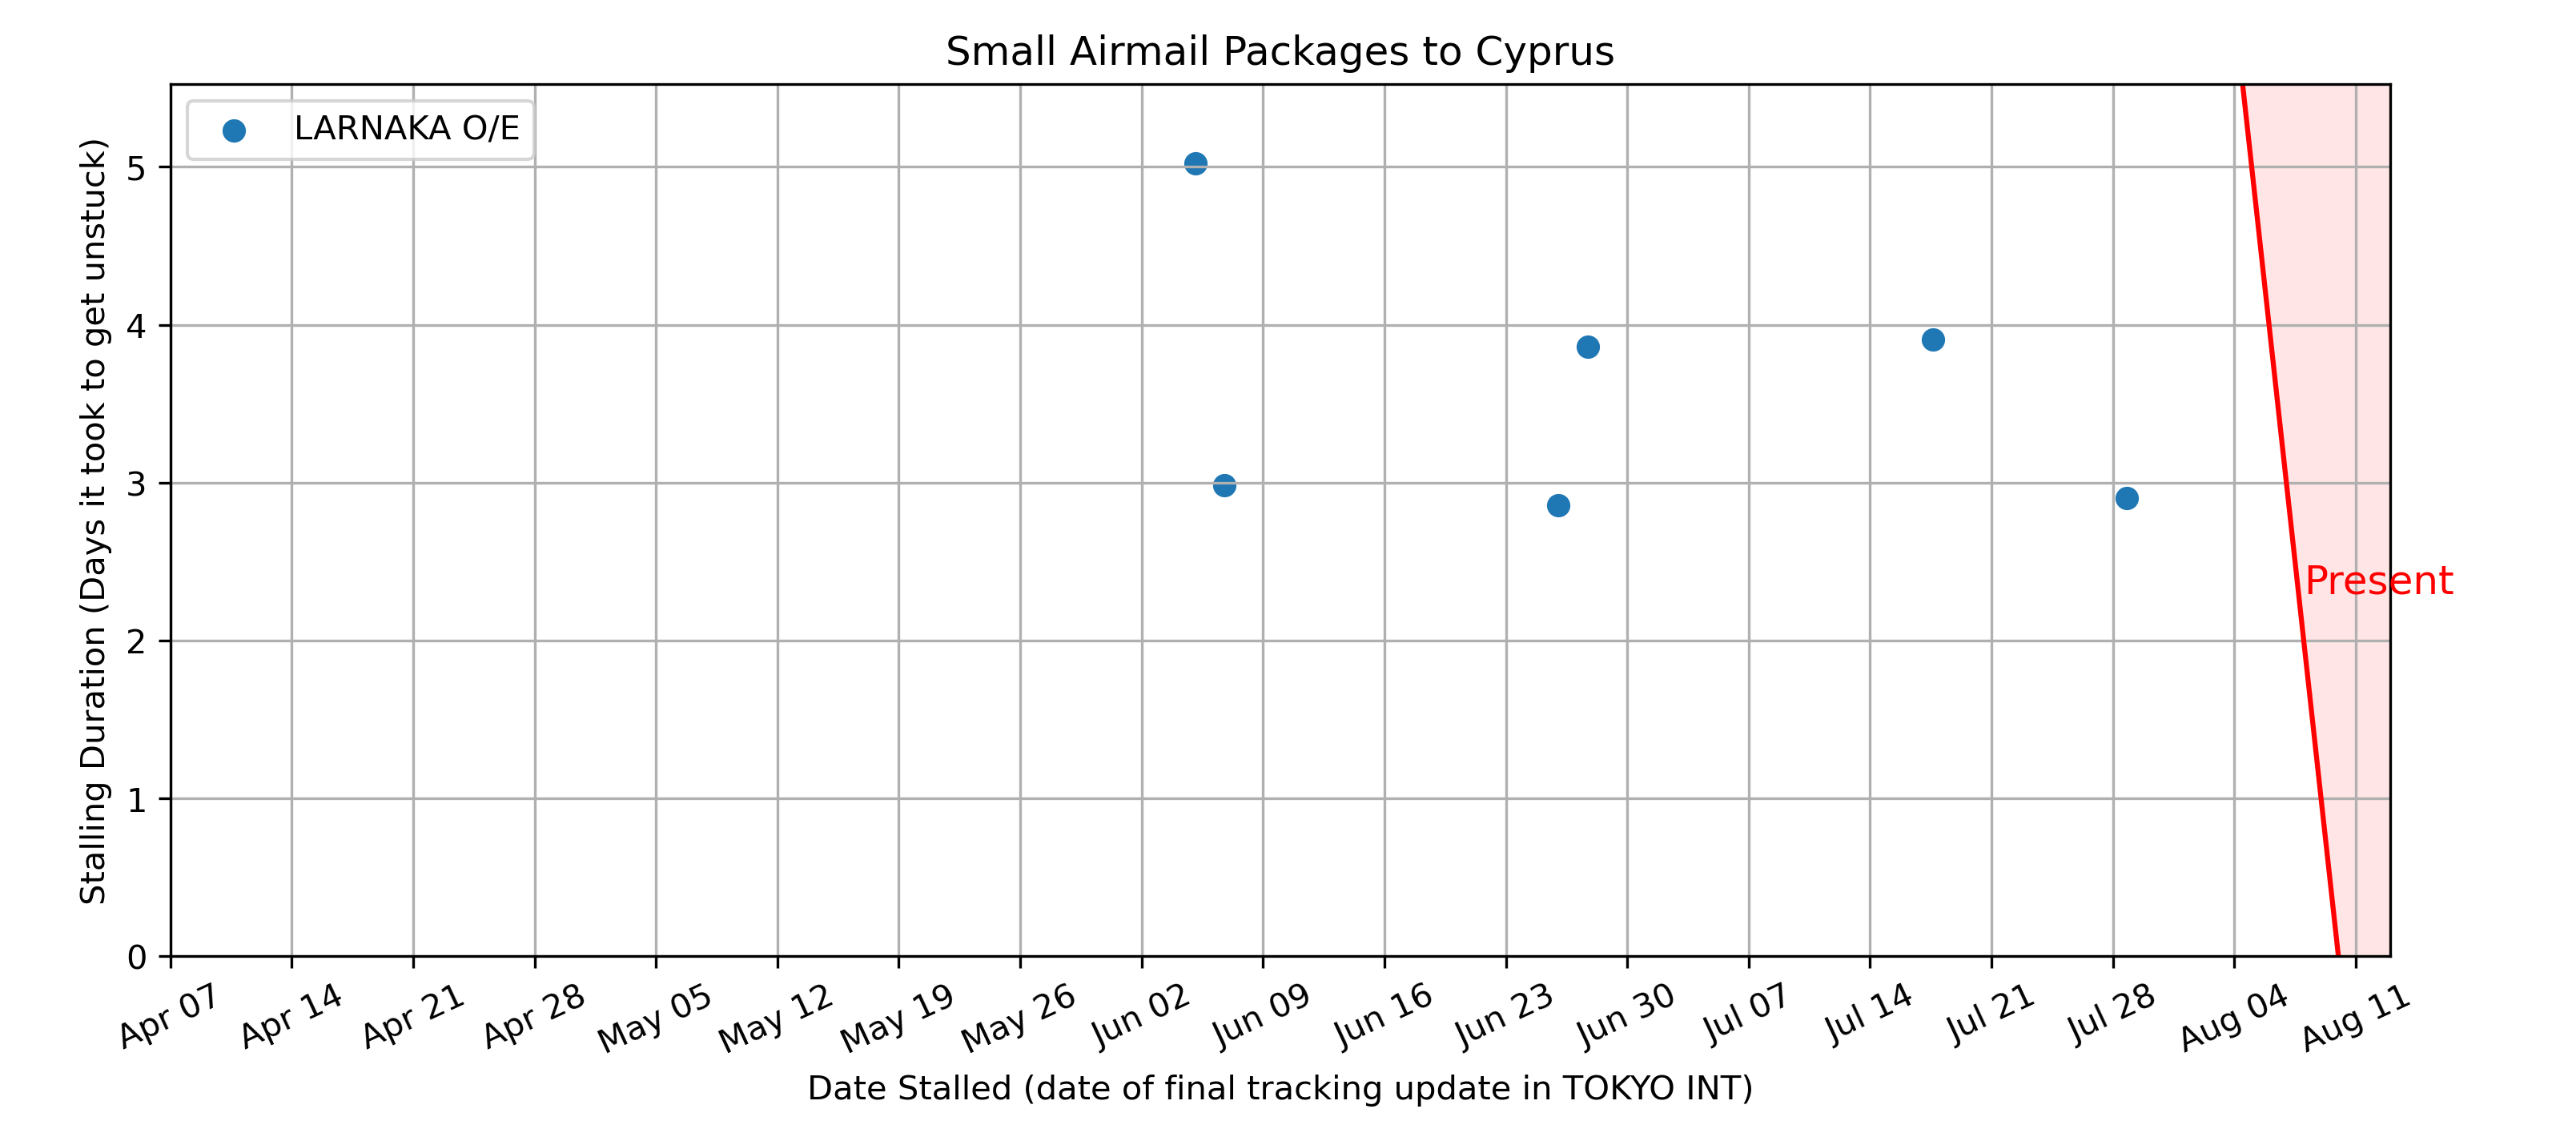 Small Airmail Packages to Cyprus
LARNAKA O/E
Stalling Duration (Days it took to get unstuck)
5
4
3
2
1
0
Present
Apr 07 Apr 14 Apr 21 Apr 28 May 05 May 12 May 19 May 26 Jun 02 Jun 09 Jun 16 Jun 23 Jun 30 Jul 07 Jul 14 Jul 21 Jul 28 Aug 04 Aug 11
Date Stalled (date of final tracking update in TOKYO INT)